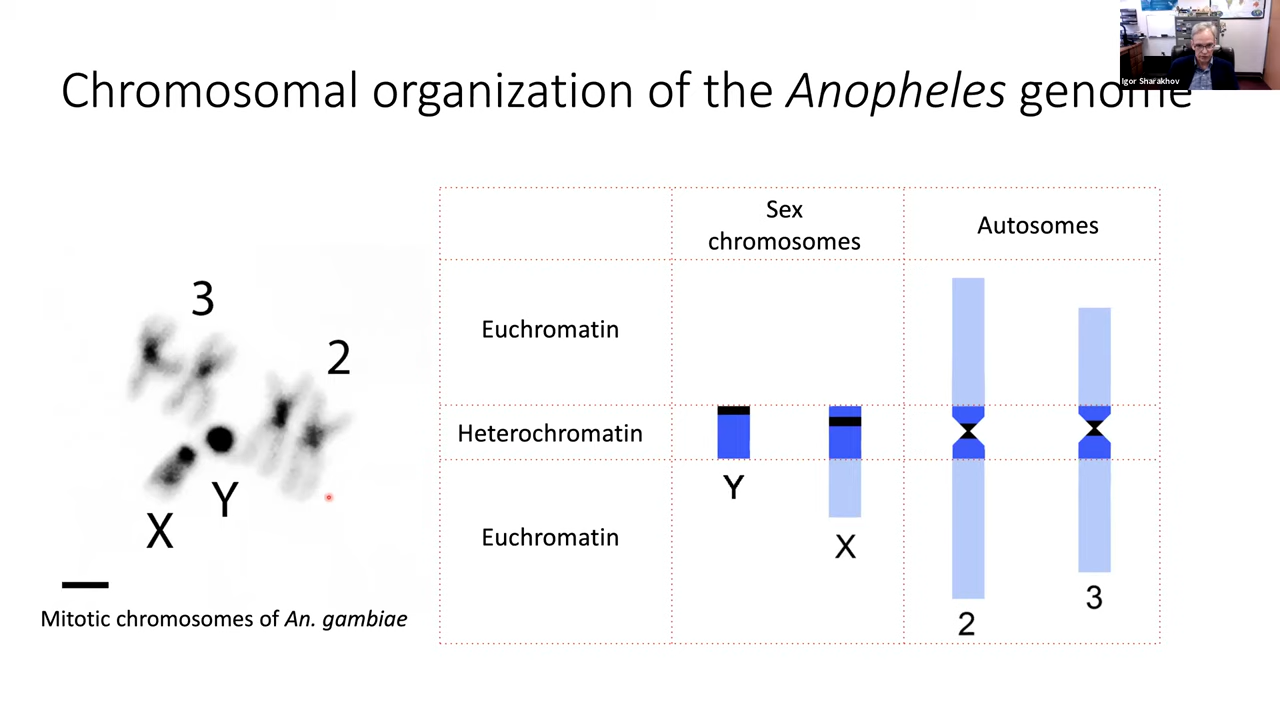 Chromosomal organization of the Anopheles genome
Igor Sharakhov
Sex
chromosomes
Autosomes
3
Euchromatin
2
Heterochromatin
Y
Y
X
Euchromatin
X
3
2
Mitotic chromosomes of An. gambiae